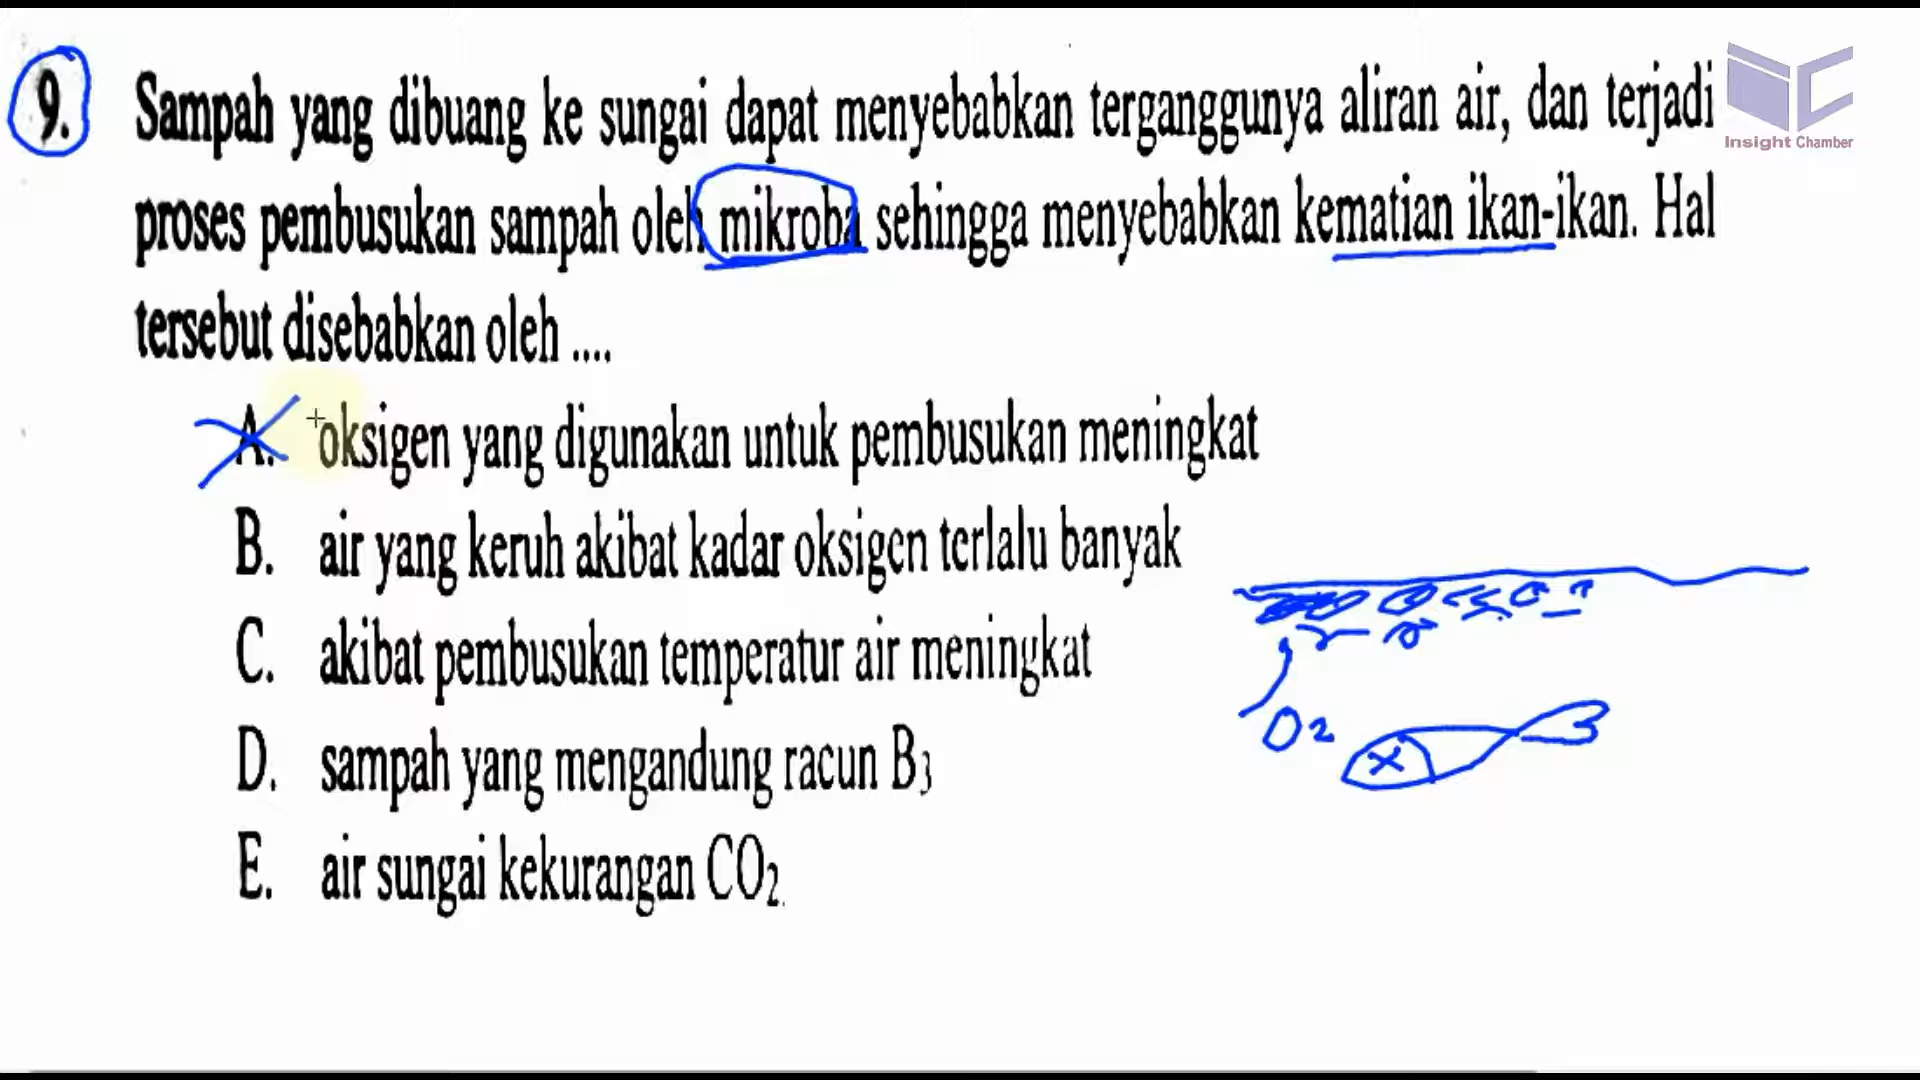 9. Sampah yang dibuang ke sungai dapat menyebabkan terganggunya aliran air, dan terjadi
Insight Chamber
proses pembusukan sampah oleh mikroba sehingga menyebabkan kematian ikan-ikan. Hal
tersebut disebabkan oleh ....
A. oksigen yang digunakan untuk pembusukan meningkat
B. air yang keruh akibat kadar oksigen terlalu banyak
C. akibat pembusukan temperatur air meningkat
O2
D. sampah yang mengandung racun B3
E. air sungai kekurangan CO2.